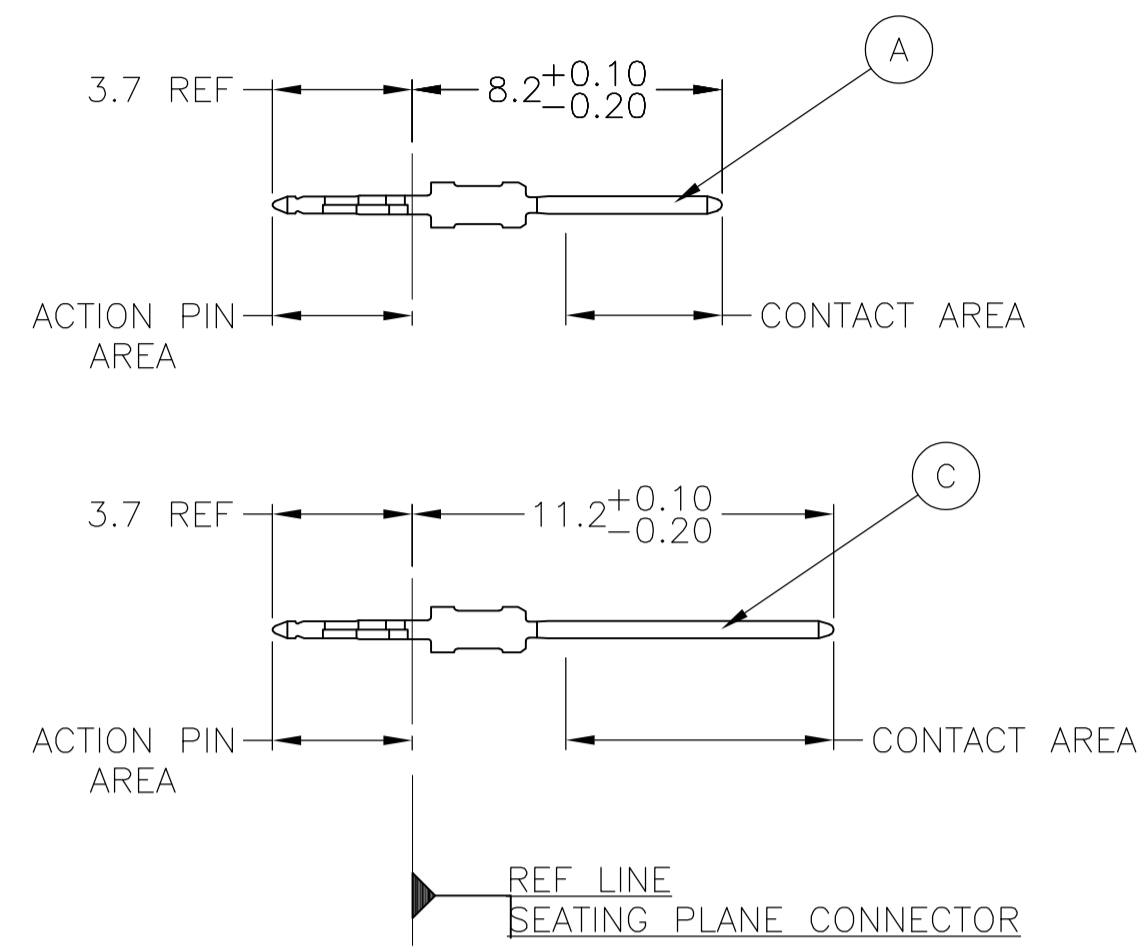 A
3.7 REF
8.2 +0.10 -0.20
ACTION PIN
AREA
CONTACT AREA
C
3.7 REF
11.2 +0.10 -0.20
ACTION PIN
AREA
CONTACT AREA
REF LINE
SEATING PLANE CONNECTOR